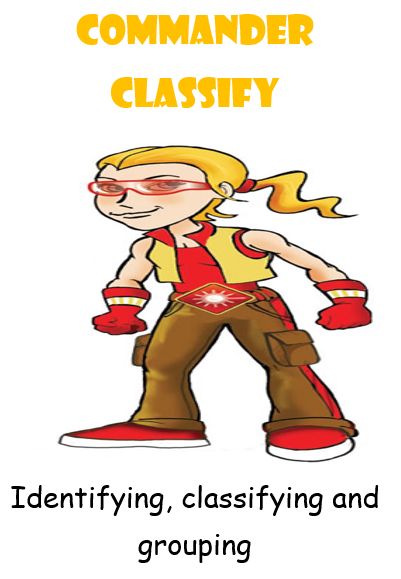 COMMANDER
CLASSIFY
Identifying, classifying and
grouping